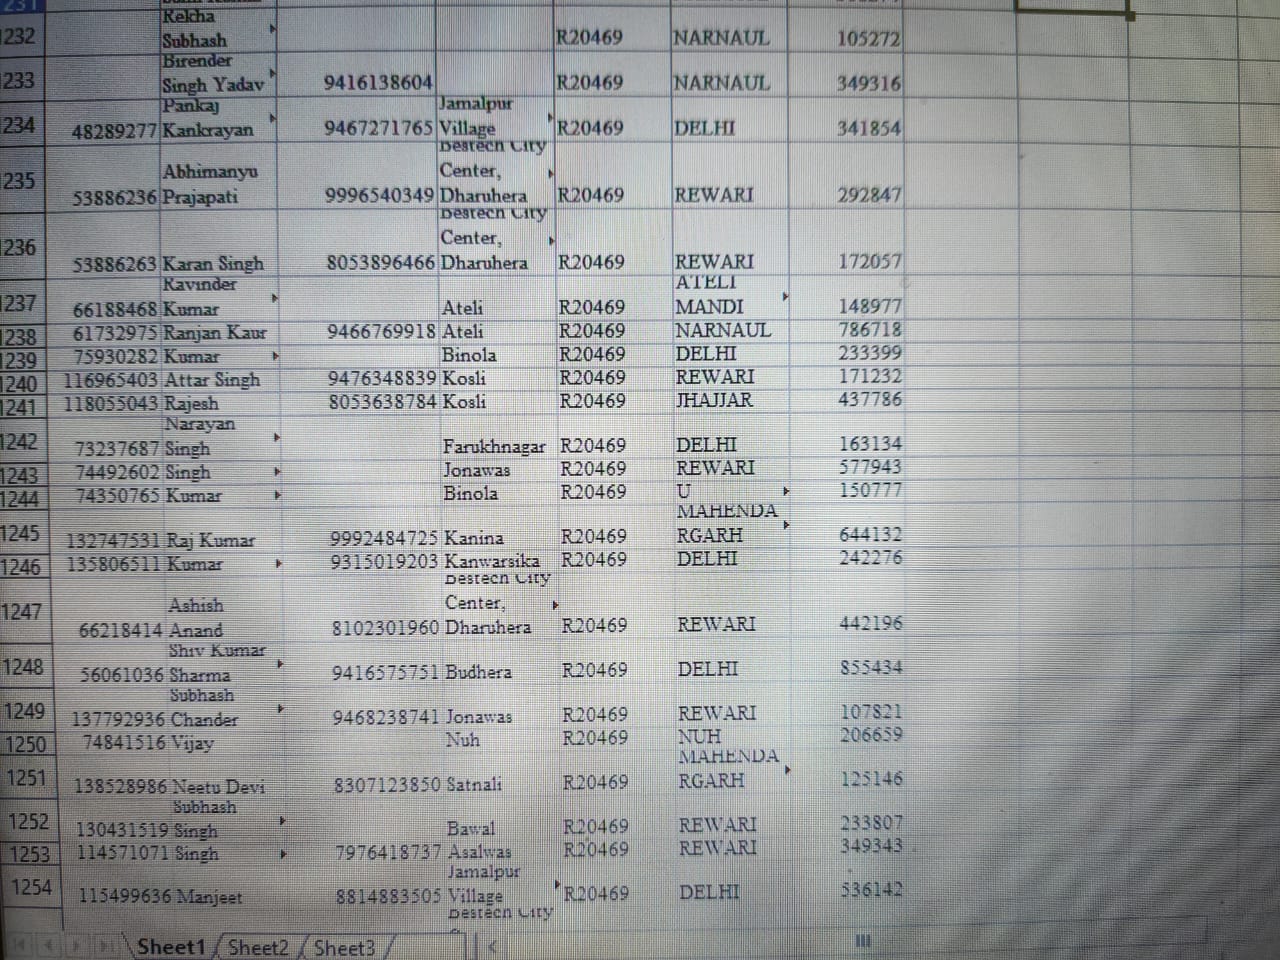 1232 Rekha Subhash R20469 NARNAUL 105272
1233 Birender Singh Yadav 9416138604 R20469 NARNAUL 349316
1234 48289277 Pankaj Kankrayan 9467271765 Jamalpur Village R20469 DELHI 341854
1235 53886236 Abhimanyu Prajapati 9996540349 Bestech City Center, Dharuhera R20469 REWARI 292847
1236 53886263 Karan Singh 8053896466 Bestech City Center, Dharuhera R20469 REWARI 172057
1237 66188468 Ravinder Kumar Ateli R20469 ATELI MANDI 148977
1238 61732975 Ranjan Kaur 9466769918 Ateli R20469 NARNAUL 786718
1239 75930282 Kumar Binola R20469 DELHI 233399
1240 116965403 Attar Singh 9476348839 Kosli R20469 REWARI 171232
1241 118055043 Rajesh 8053638784 Kosli R20469 JHAJJAR 437786
1242 73237687 Narayan Singh Farukhnagar R20469 DELHI 163134
1243 74492602 Singh Jonawas R20469 REWARI 577943
1244 74350765 Kumar Binola R20469 U 150777
1245 132747531 Raj Kumar 9992484725 Kanina R20469 MAHENDA RGARH 644132
1246 135806511 Kumar 9315019203 Kanwarsika R20469 DELHI 242276
1247 66218414 Ashish Anand 8102301960 Bestech City Center, Dharuhera R20469 REWARI 442196
1248 56061036 Shiv Kumar Sharma 9416575751 Budhera R20469 DELHI 855434
1249 137792936 Subhash Chander 9468238741 Jonawas R20469 REWARI 107821
1250 74841516 Vijay Nuh R20469 NUH 206659
1251 138528986 Neetu Devi 8307123850 Satnali R20469 MAHENDA RGARH 125146
1252 130431519 Subhash Singh Bawal R20469 REWARI 233807
1253 114571071 Singh 7976418737 Asalwas R20469 REWARI 349343
1254 115499636 Manjeet 8814883505 Jamalpur Village R20469 DELHI 536142
Bestech City
Sheet1 Sheet2 Sheet3